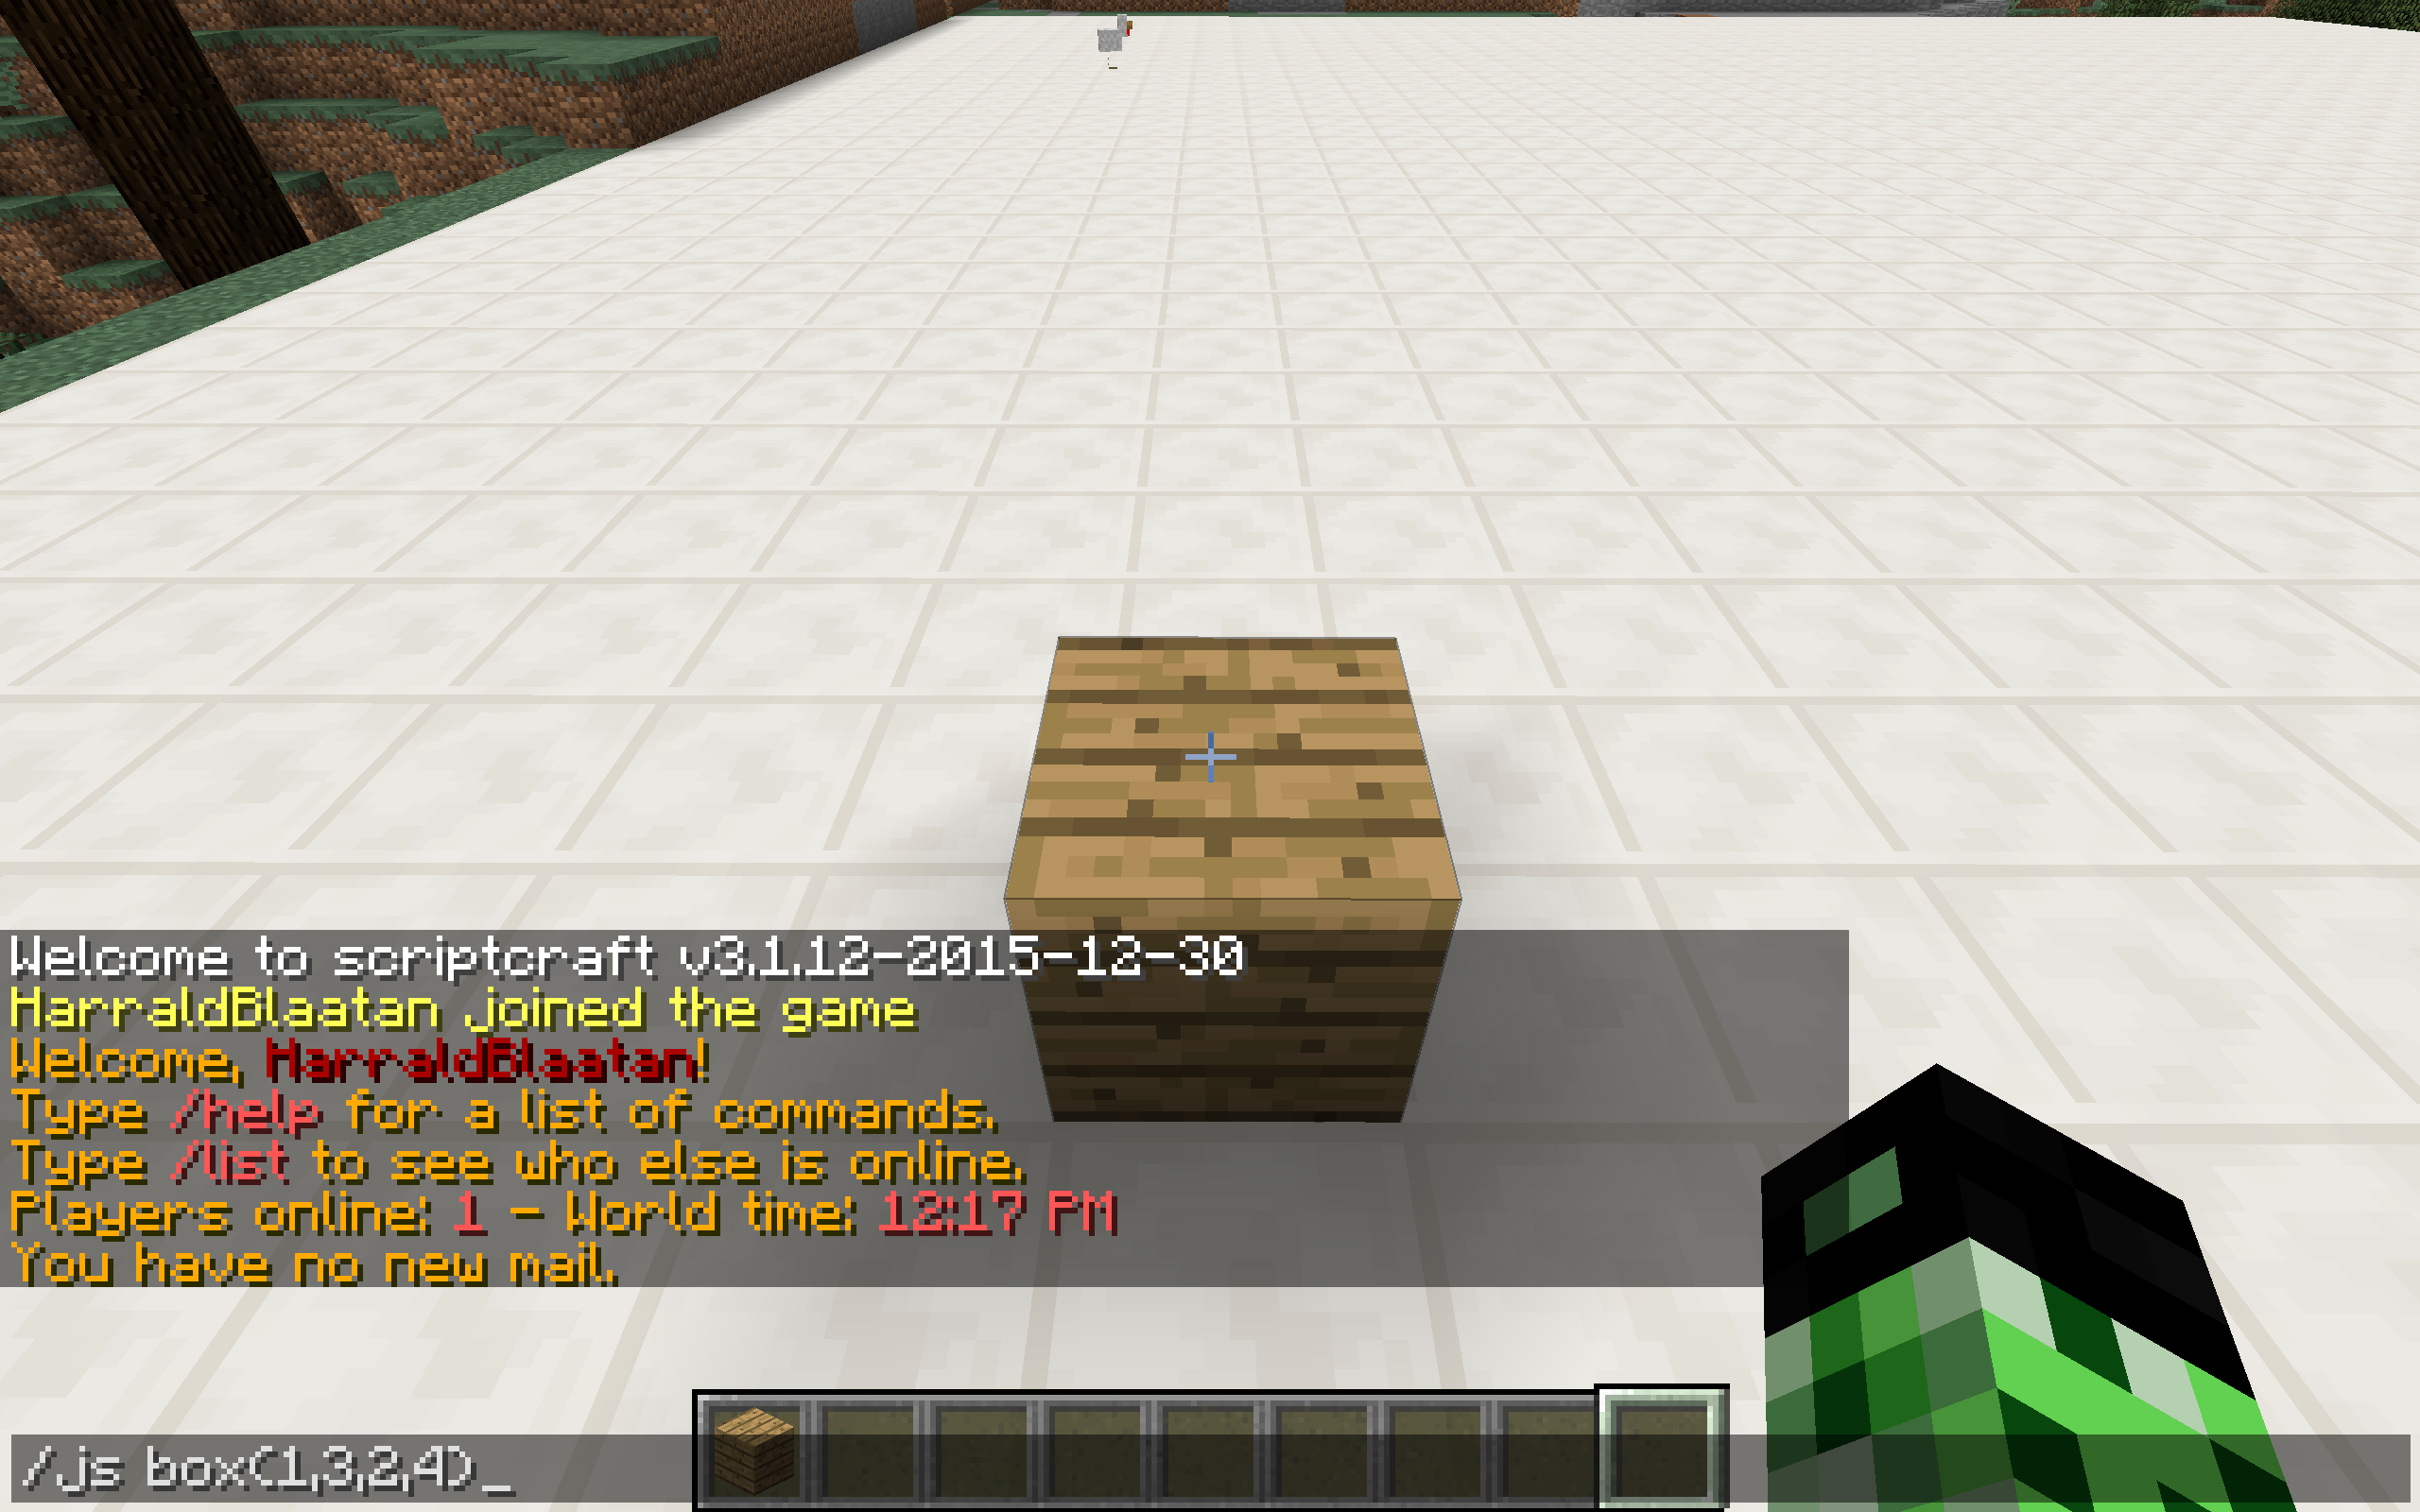 Welcome to scriptcraft v3.1.12-2015-12-30
HarraldBlaatan joined the game
Welcome, HarraldBlaatan!
Type /help for a list of commands.
Type /list to see who else is online.
Players online: 1 - World time: 12:17 PM
You have no new mail.
/js box(1,3,2,4)_